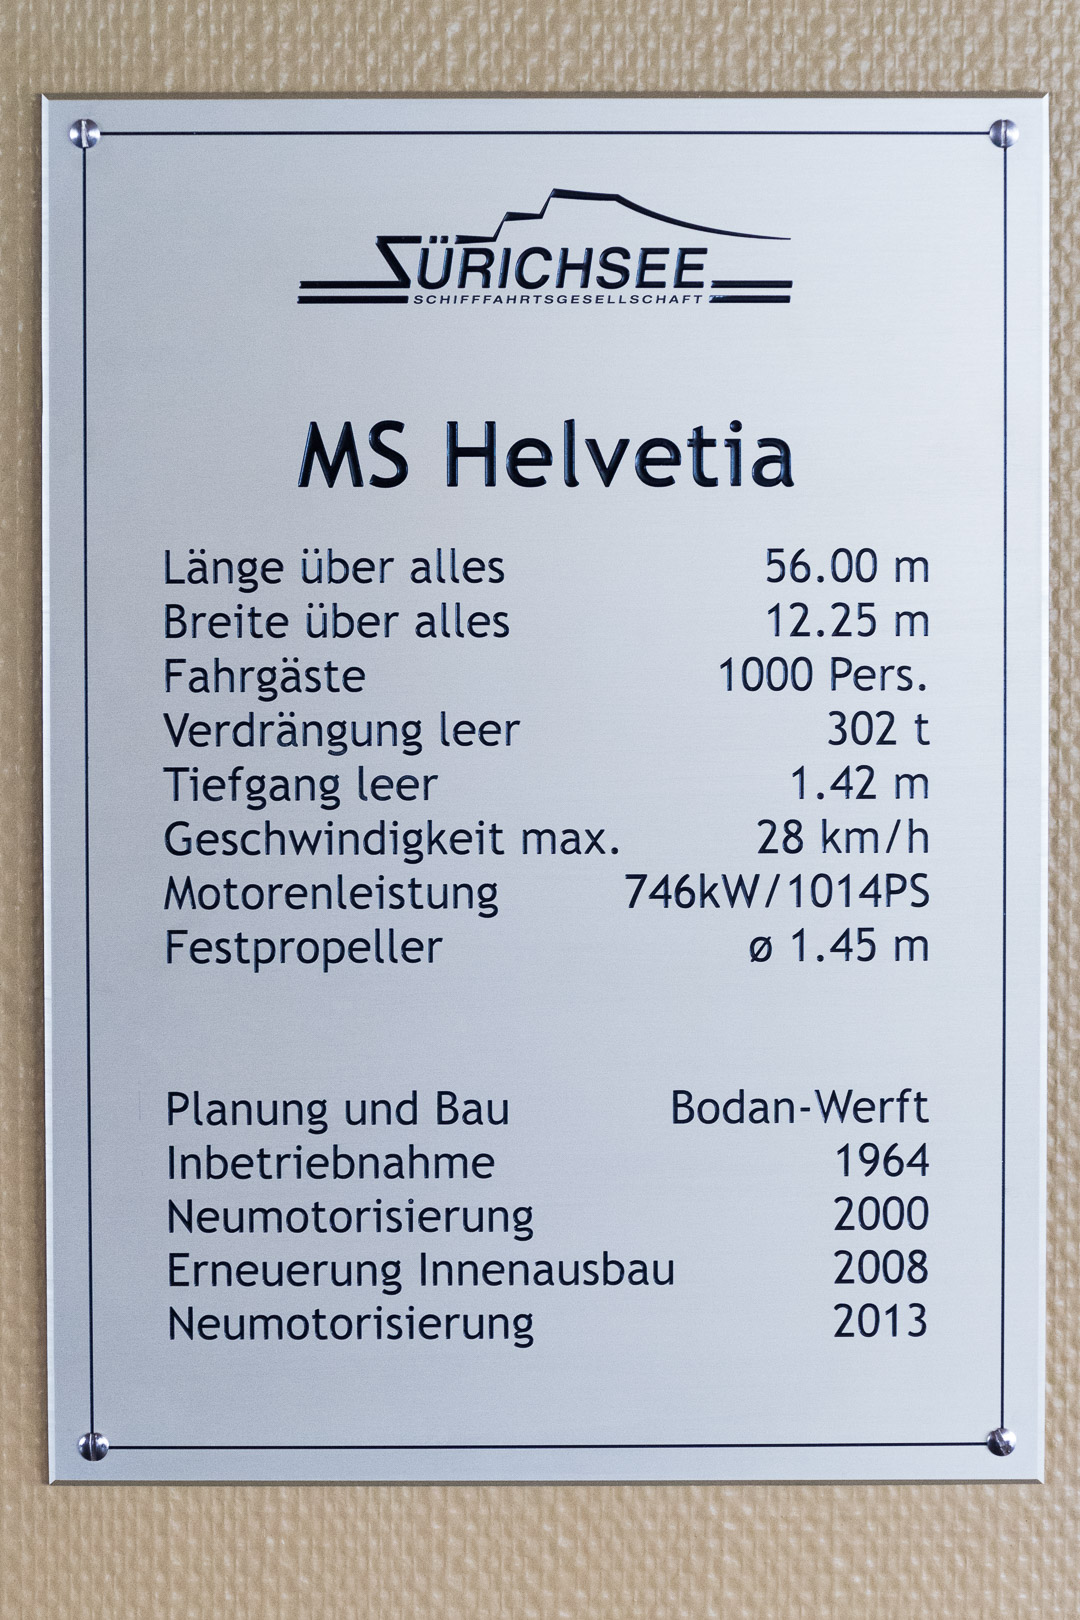 ZÜRICHSEE
SCHIFFFAHRTSGESELLSCHAFT
MS Helvetia
Länge über alles 56.00 m
Breite über alles 12.25 m
Fahrgäste 1000 Pers.
Verdrängung leer 302 t
Tiefgang leer 1.42 m
Geschwindigkeit max. 28 km/h
Motorenleistung 746kW/1014PS
Festpropeller ø 1.45 m
Planung und Bau Bodan-Werft
Inbetriebnahme 1964
Neumotorisierung 2000
Erneuerung Innenausbau 2008
Neumotorisierung 2013